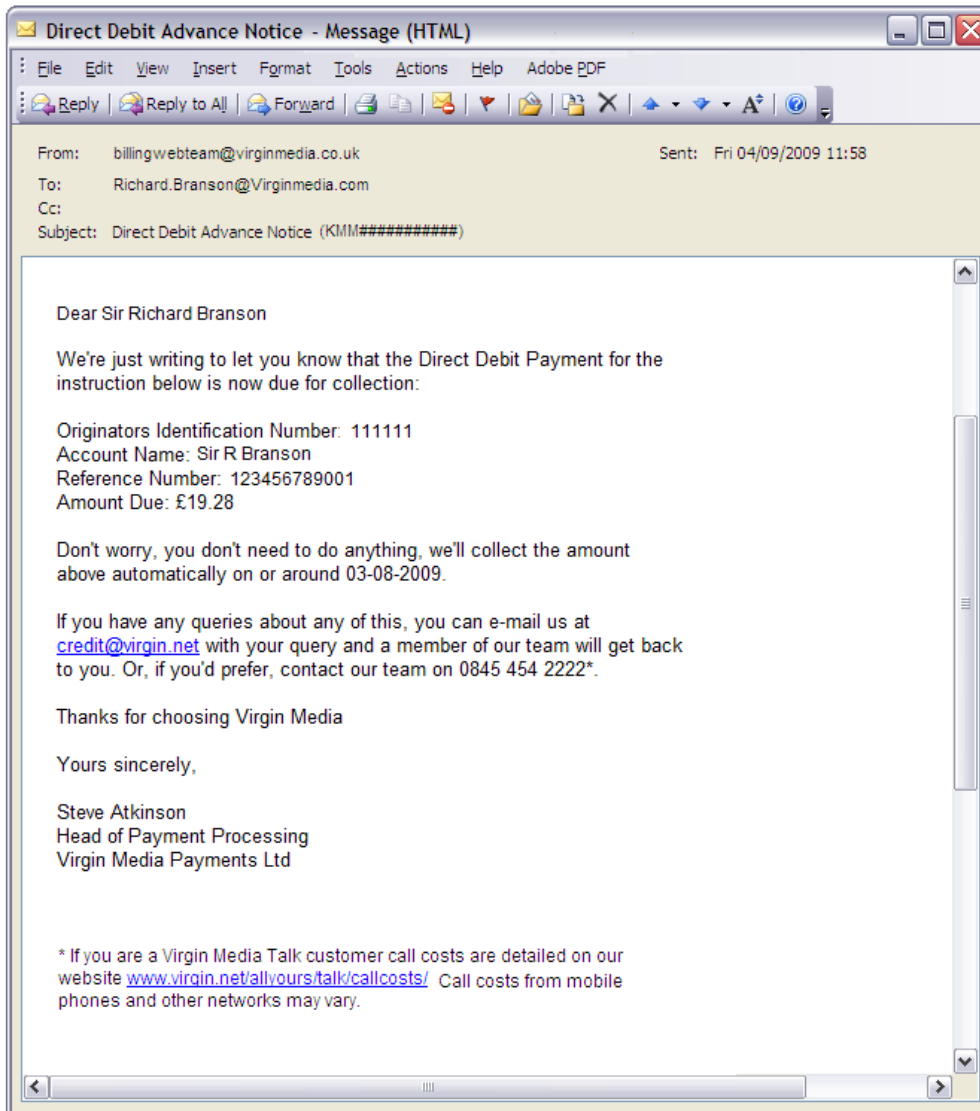 Direct Debit Advance Notice - Message (HTML)
File Edit View Insert Format Tools Actions Help Adobe PDF
Reply Reply to All Forward
From: billingwebteam@virginmedia.co.uk Sent: Fri 04/09/2009 11:58
To: Richard.Branson@Virginmedia.com
Cc:
Subject: Direct Debit Advance Notice (KMM###########)
Dear Sir Richard Branson
We're just writing to let you know that the Direct Debit Payment for the
instruction below is now due for collection:
Originators Identification Number: 111111
Account Name: Sir R Branson
Reference Number: 123456789001
Amount Due: £19.28
Don't worry, you don't need to do anything, we'll collect the amount
above automatically on or around 03-08-2009.
If you have any queries about any of this, you can e-mail us at
credit@virgin.net with your query and a member of our team will get back
to you. Or, if you'd prefer, contact our team on 0845 454 2222*.
Thanks for choosing Virgin Media
Yours sincerely,
Steve Atkinson
Head of Payment Processing
Virgin Media Payments Ltd
* If you are a Virgin Media Talk customer call costs are detailed on our
website www.virgin.net/allyours/talk/callcosts/ Call costs from mobile
phones and other networks may vary.